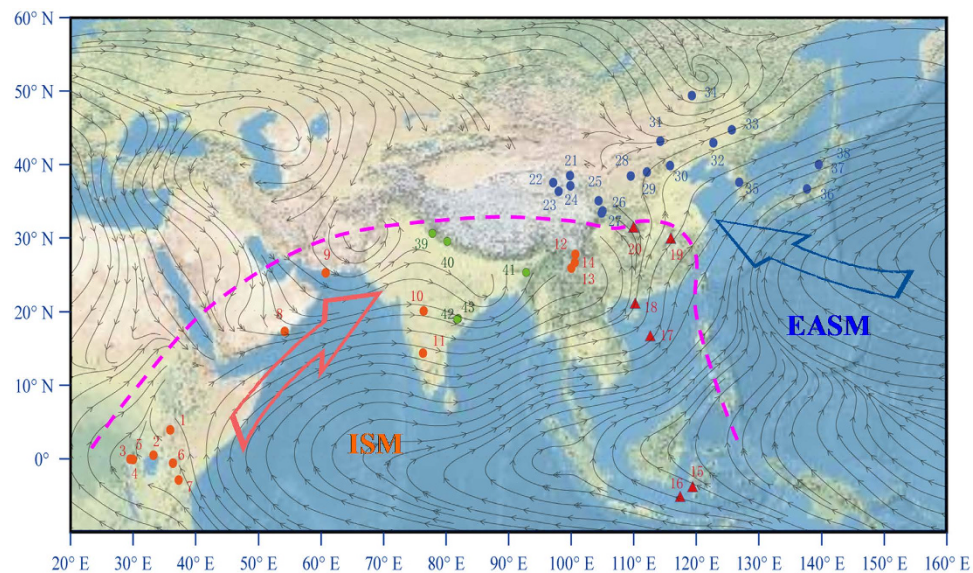 60° N
50° N
40° N
30° N
20° N
10° N
0°
31
31
33
32
38
37
36
35
28
29
30
21
22
23
24
25
26
27
20
19
18
17
39
40
41
42
43
12
14
13
9
8
10
11
EASM
ISM
1
2
3
5
4
6
7
15
16
20° E
30° E
40° E
50° E
60° E
70° E
80° E
90° E
100° E
110° E
120° E
130° E
140° E
150° E
160° E